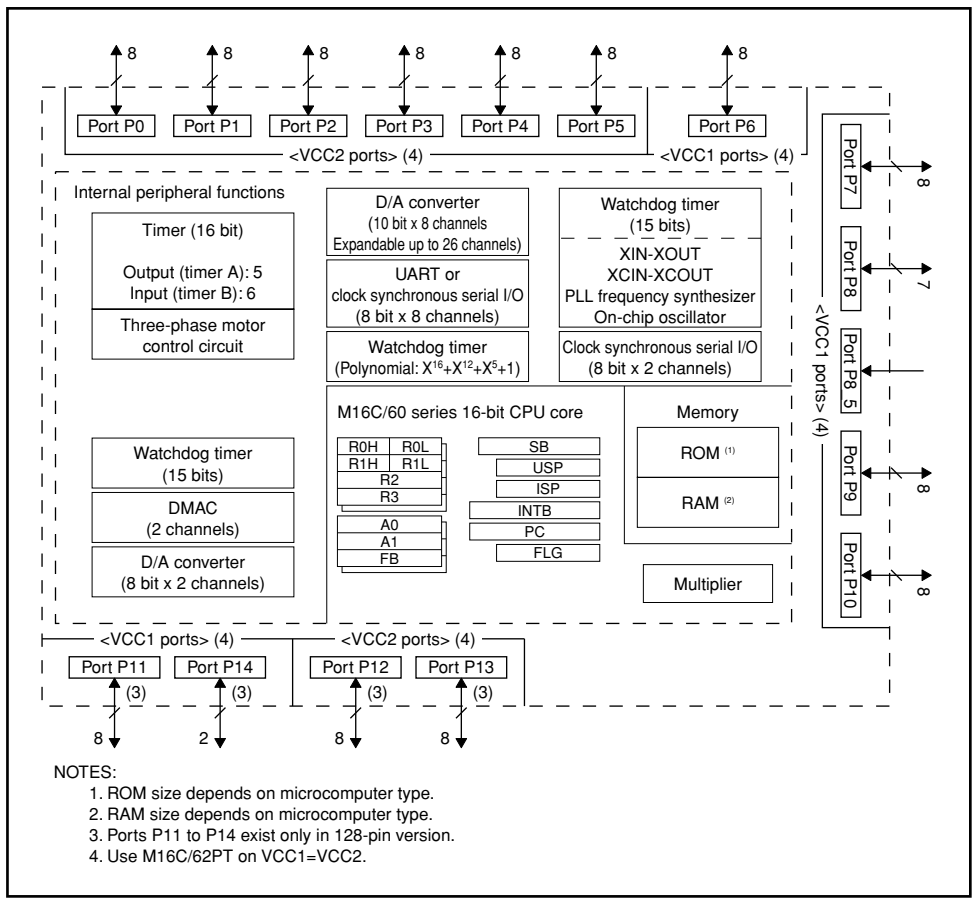 8 8 8 8 8 8 8
Port P0 Port P1 Port P2 Port P3 Port P4 Port P5 Port P6
<VCC2 ports> (4) <VCC1 ports> (4)
Internal peripheral functions
Timer (16 bit)
Output (timer A): 5
Input (timer B): 6
Three-phase motor
control circuit
Watchdog timer
(15 bits)
DMAC
(2 channels)
D/A converter
(8 bit x 2 channels)
D/A converter
(10 bit x 8 channels
Expandable up to 26 channels)
UART or
clock synchronous serial I/O
(8 bit x 8 channels)
Watchdog timer
(Polynomial: X16+X12+X5+1)
Watchdog timer
(15 bits)
XIN-XOUT
XCIN-XCOUT
PLL frequency synthesizer
On-chip oscillator
Clock synchronous serial I/O
(8 bit x 2 channels)
M16C/60 series 16-bit CPU core
R0H R0L
R1H R1L
R2
R3
A0
A1
FB
SB
USP
ISP
INTB
PC
FLG
Memory
ROM (1)
RAM (2)
Multiplier
<VCC1 ports> (4)
Port P7
8
Port P8
7
Port P8_5
Port P9
8
Port P10
8
<VCC1 ports> (4) <VCC2 ports> (4)
Port P11 Port P14 Port P12 Port P13
(3) (3) (3) (3)
8 2 8 8
NOTES:
1. ROM size depends on microcomputer type.
2. RAM size depends on microcomputer type.
3. Ports P11 to P14 exist only in 128-pin version.
4. Use M16C/62PT on VCC1=VCC2.